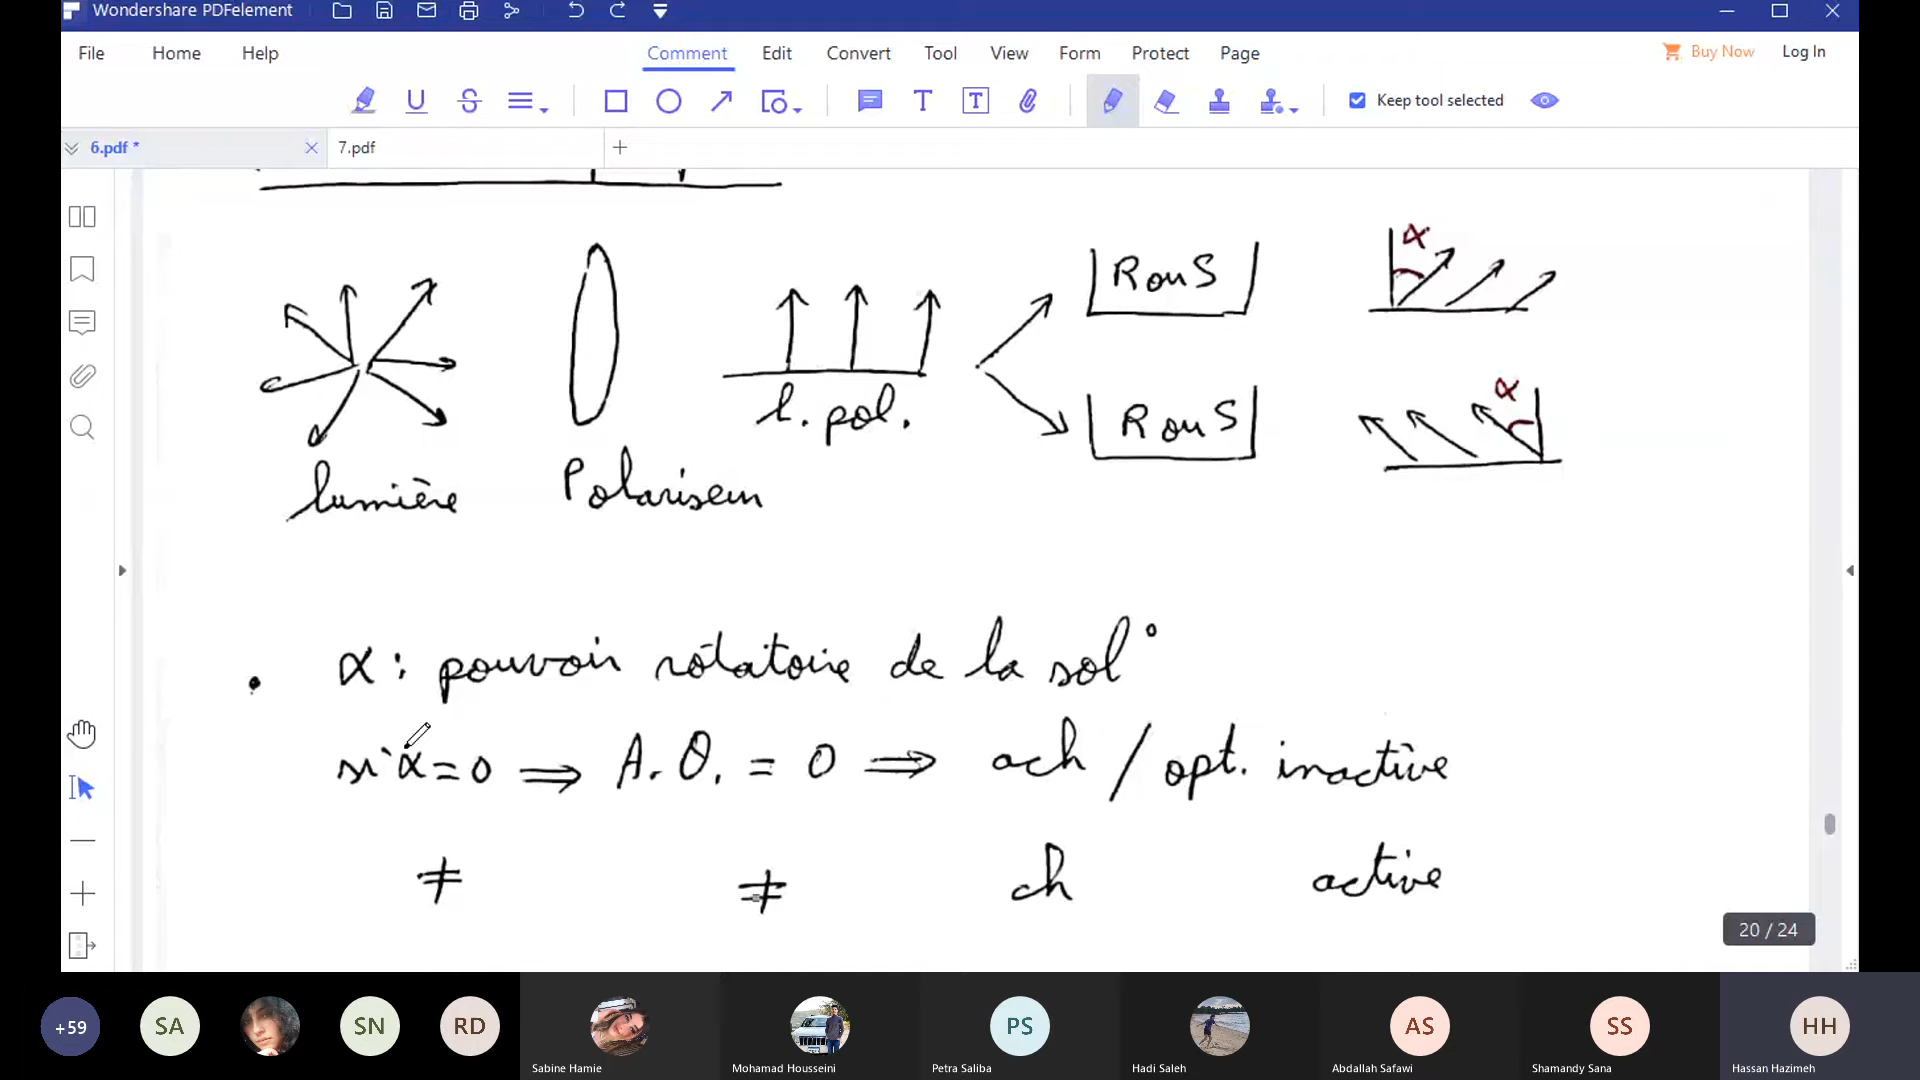 Wondershare PDFelement
File Home Help Comment Edit Convert Tool View Form Protect Page Buy Now Log In
Keep tool selected
6.pdf * 7.pdf
α
R ou S
l. pol.
α
R ou S
lumière
Polariseur
α : pouvoir rotatoire de la sol°
si α = 0 ⇒ A.O. = 0 ⇒ ach / opt. inactive
≠ ≠ ch active
20 / 24
+59 SA SN RD PS AS SS HH
Sabine Hamie Mohamad Housseini Petra Saliba Hadi Saleh Abdallah Safawi Shamandy Sana Hassan Hazimeh